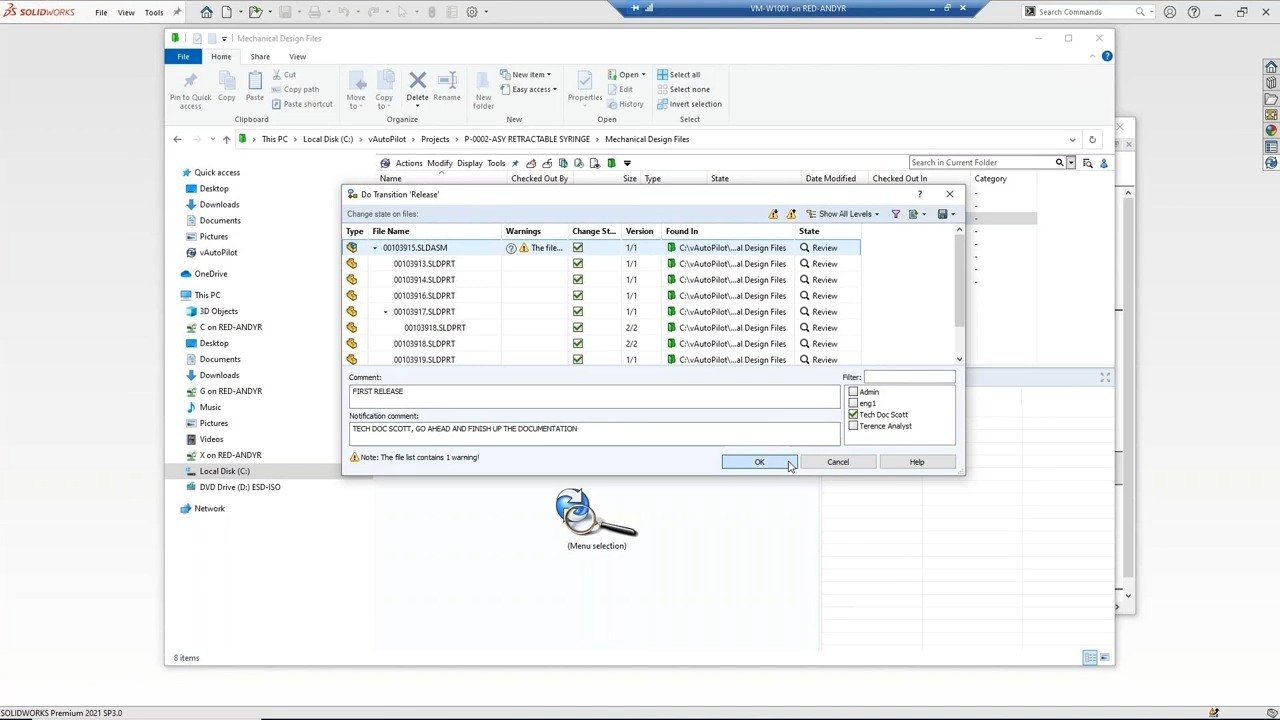 SOLIDWORKS File View Tools VM-W1001 on RED-ANDYR Search Commands
Mechanical Design Files
File Home Share View
Pin to Quick access
Copy
Paste
Cut
Copy path
Paste shortcut
Clipboard
Move to
Copy to
Delete
Rename
Organize
New folder
New item
Easy access
New
Properties
Open
Edit
History
Open
Select all
Select none
Invert selection
Select
This PC > Local Disk (C:) > vAutoPilot > Projects > P-0002-ASY RETRACTABLE SYRINGE > Mechanical Design Files
Actions Modify Display Tools Search in Current Folder
Name Checked Out By Size Type State Date Modified Checked Out In Category
Quick access
Desktop
Downloads
Documents
Pictures
vAutoPilot
OneDrive
This PC
3D Objects
C on RED-ANDYR
Desktop
Documents
Downloads
G on RED-ANDYR
Music
Pictures
Videos
X on RED-ANDYR
Local Disk (C:)
DVD Drive (D:) ESD-ISO
Network
Do Transition 'Release'
Change state on files: Show All Levels
Type File Name Warnings Change St... Version Found In State
00103915.SLDASM The file... 1/1 C:\vAutoPilot\...al Design Files Review
00103913.SLDPRT 1/1 C:\vAutoPilot\...al Design Files Review
00103914.SLDPRT 1/1 C:\vAutoPilot\...al Design Files Review
00103916.SLDPRT 1/1 C:\vAutoPilot\...al Design Files Review
00103917.SLDPRT 1/1 C:\vAutoPilot\...al Design Files Review
00103918.SLDPRT 2/2 C:\vAutoPilot\...al Design Files Review
00103918.SLDPRT 2/2 C:\vAutoPilot\...al Design Files Review
00103919.SLDPRT 1/1 C:\vAutoPilot\...al Design Files Review
Comment:
FIRST RELEASE
Notification comment:
TECH DOC SCOTT, GO AHEAD AND FINISH UP THE DOCUMENTATION
Filter:
Admin
eng1
Tech Doc Scott
Terence Analyst
Note: The file list contains 1 warning!
OK Cancel Help
(Menu selection)
8 items
SOLIDWORKS Premium 2021 SP3.0